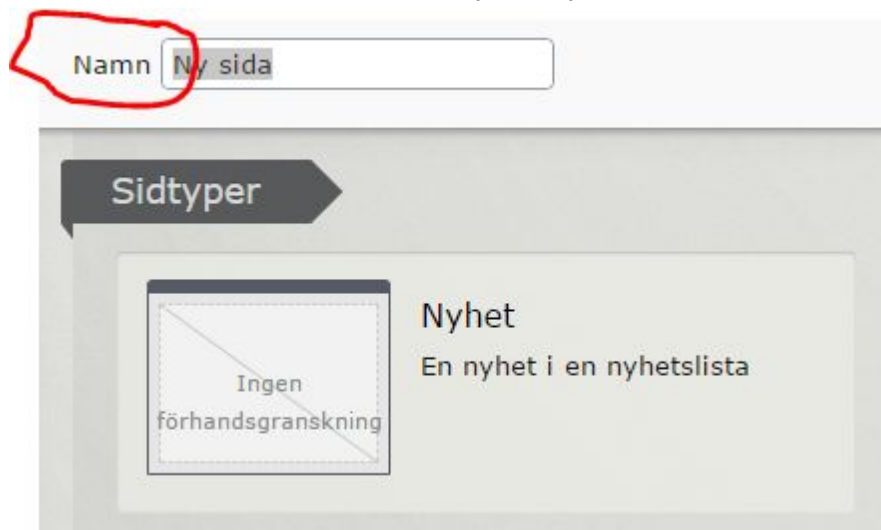 Namn Ny sida
Sidtyper
Nyhet
En nyhet i en nyhetslista
Ingen
förhandsgranskning